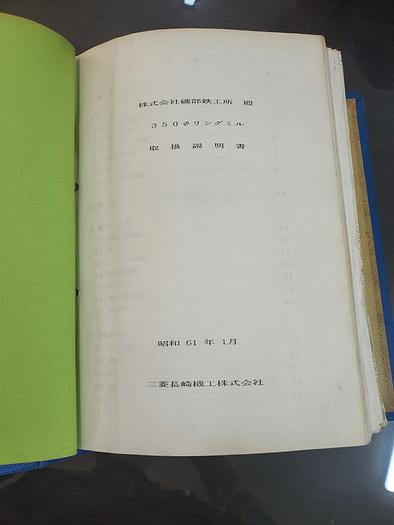 株式会社磯部鉄工所 殿
350φリングミル
取扱説明書
昭和 61 年 1月
三菱長崎機工株式会社